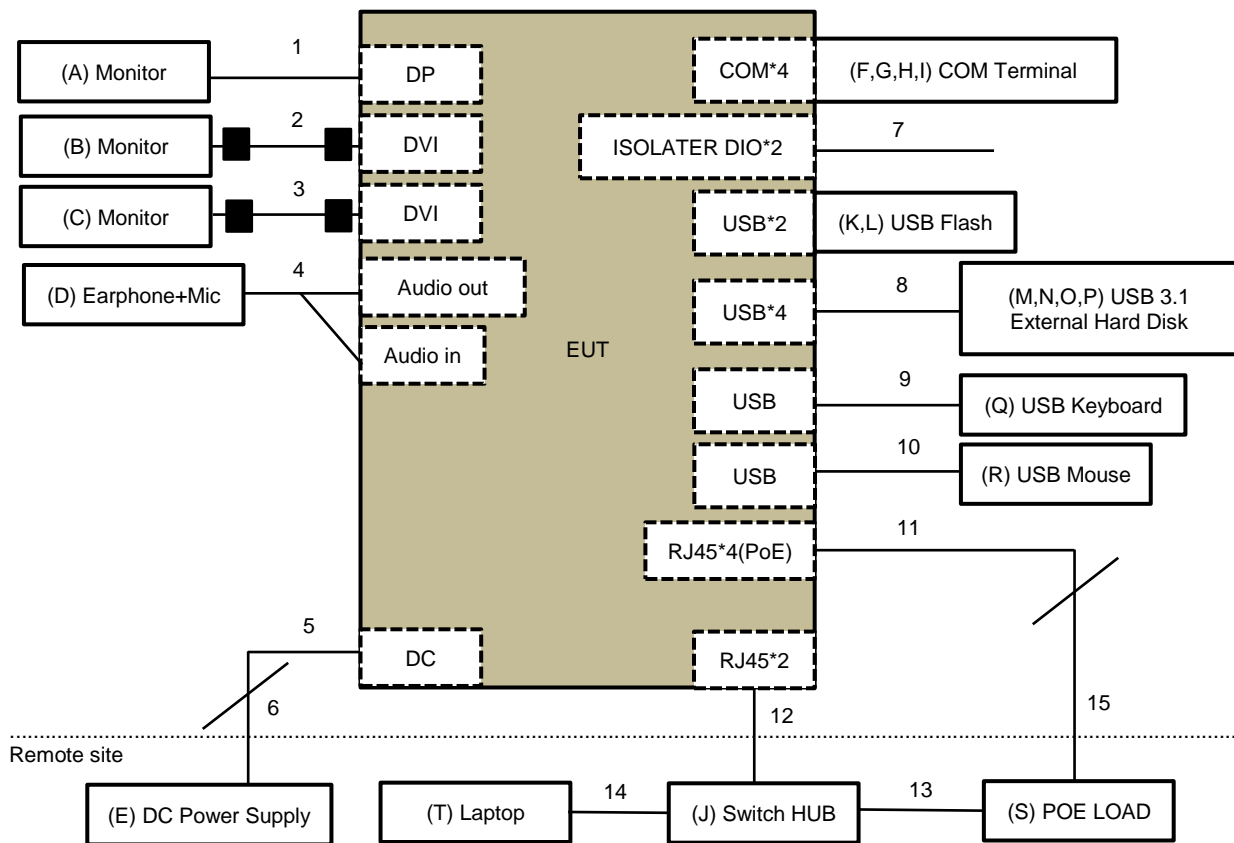 1
(A) Monitor
DP
COM*4
(F,G,H,I) COM Terminal
2
(B) Monitor
DVI
ISOLATER DIO*2
7
3
(C) Monitor
DVI
USB*2
(K,L) USB Flash
4
(D) Earphone+Mic
Audio out
Audio in
EUT
USB*4
8
(M,N,O,P) USB 3.1
External Hard Disk
USB
9
(Q) USB Keyboard
USB
10
(R) USB Mouse
RJ45*4(PoE)
11
5
DC
RJ45*2
6
12
15
Remote site
(E) DC Power Supply
(T) Laptop
14
(J) Switch HUB
13
(S) POE LOAD